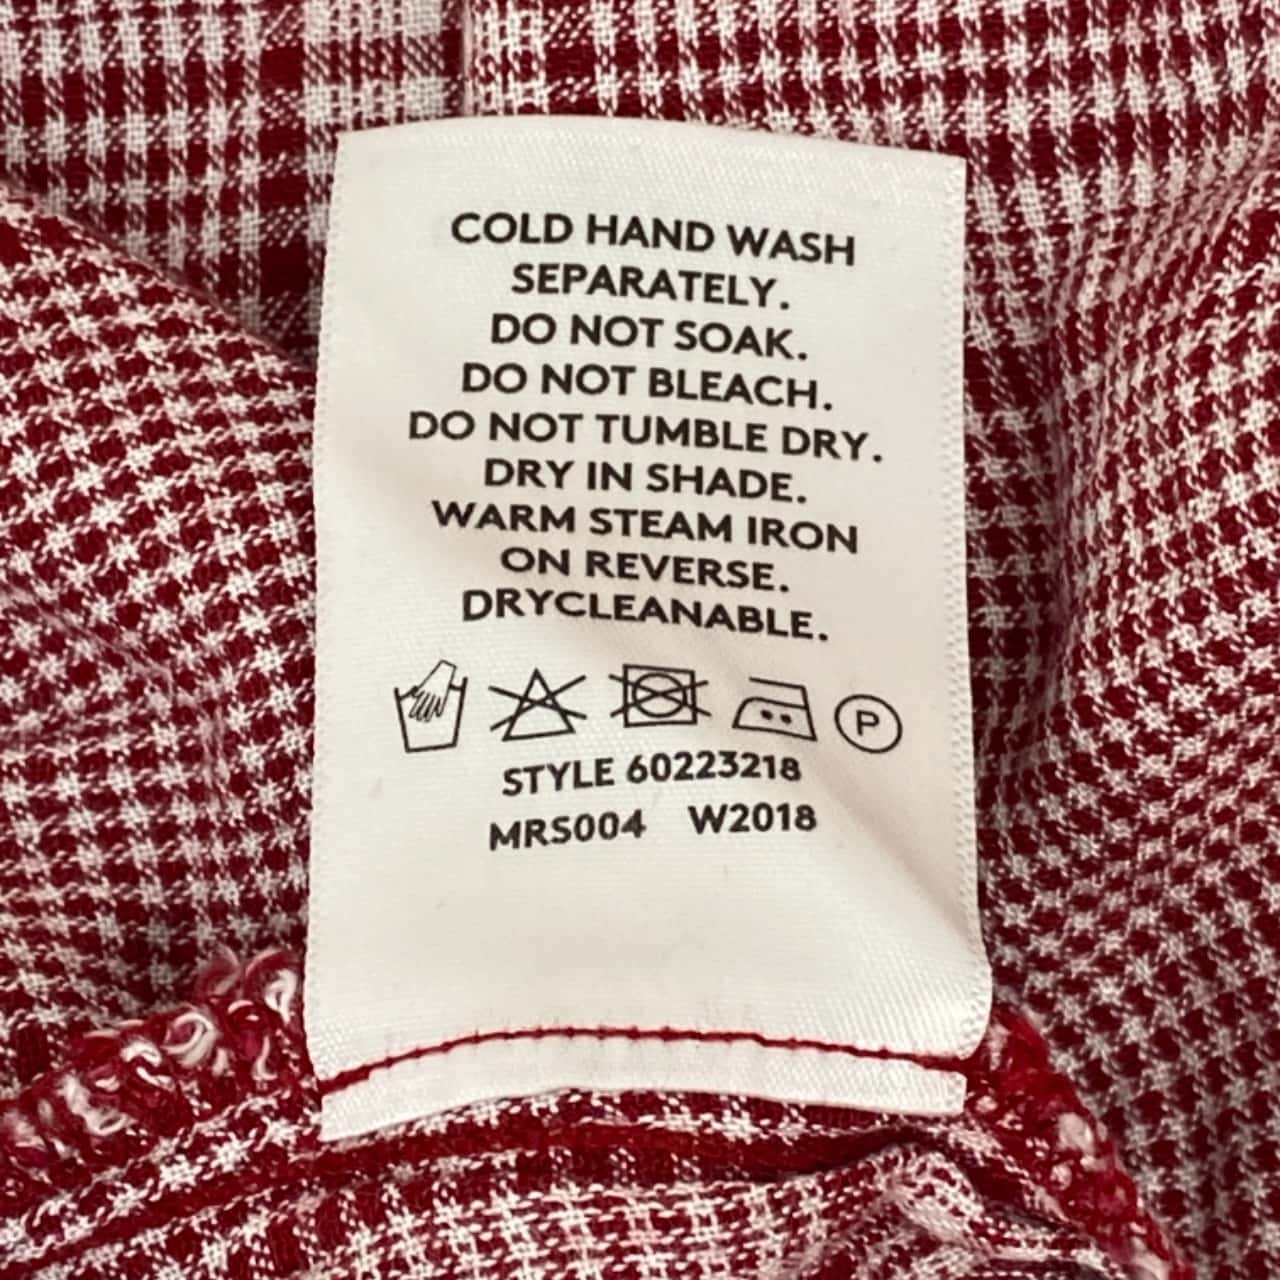 COLD HAND WASH
SEPARATELY.
DO NOT SOAK.
DO NOT BLEACH.
DO NOT TUMBLE DRY.
DRY IN SHADE.
WARM STEAM IRON
ON REVERSE.
DRYCLEANABLE.
P
STYLE 60223218
MRS004 W2018